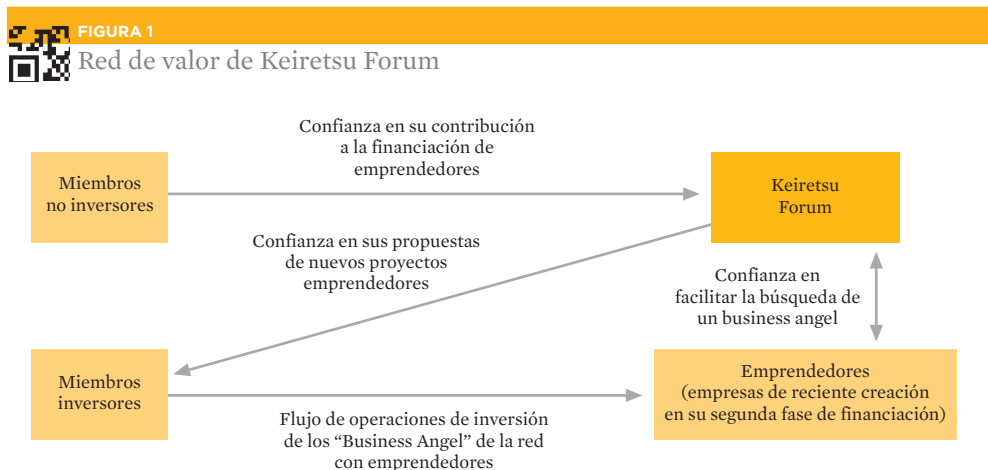 FIGURA 1
Red de valor de Keiretsu Forum
Confianza en su contribución
a la financiación de
emprendedores
Miembros
no inversores
Keiretsu
Forum
Confianza en sus propuestas
de nuevos proyectos
emprendedores
Confianza en
facilitar la búsqueda de
un business angel
Miembros
inversores
Emprendedores
(empresas de reciente creación
en su segunda fase de financiación)
Flujo de operaciones de inversión
de los “Business Angel” de la red
con emprendedores